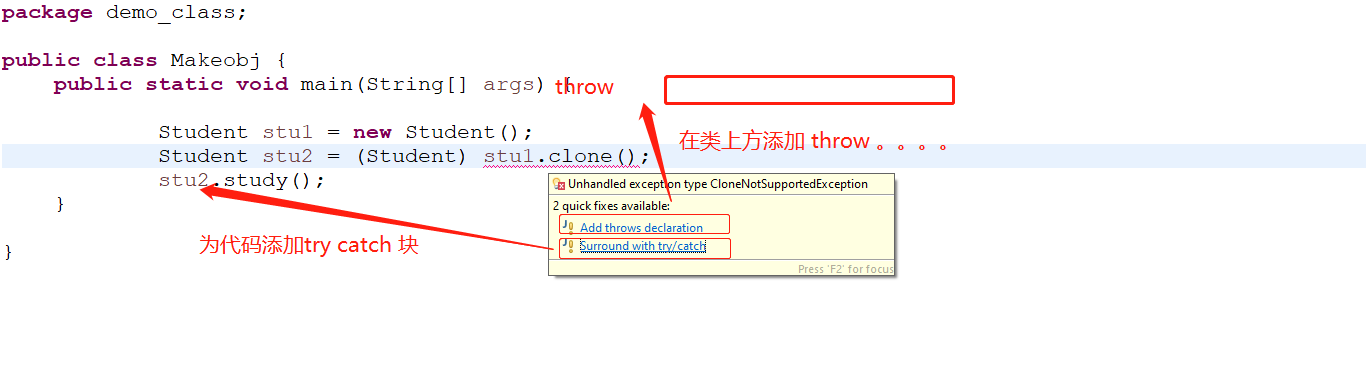 package demo_class;
public class Makeobj {
public static void main(String[] args) {
throw
Student stu1 = new Student();
在类上方添加 throw 。。。。
Student stu2 = (Student) stu1.clone();
stu2.study();
Unhandled exception type CloneNotSupportedException
}
2 quick fixes available:
Add throws declaration
为代码添加try catch 块
Surround with try/catch
}
Press 'F2' for focus